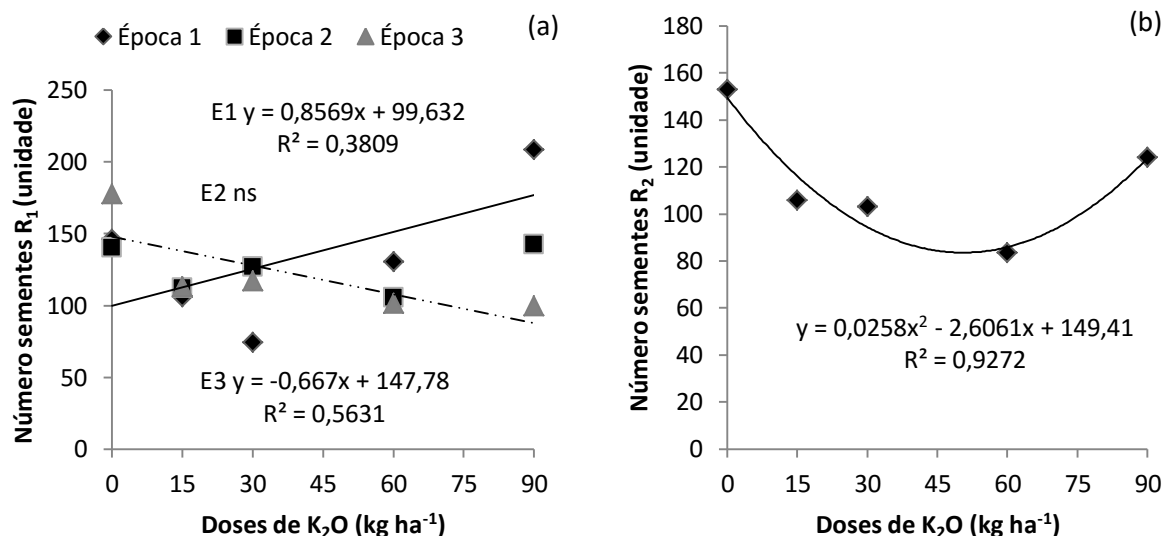 Época 1 Época 2 Época 3 (a)
250
200
150
100
50
0
Número sementes R₁ (unidade)
E1 y = 0,8569x + 99,632
R² = 0,3809
E2 ns
E3 y = -0,667x + 147,78
R² = 0,5631
0 15 30 45 60 75 90
Doses de K₂O (kg ha⁻¹)
(b)
180
160
140
120
100
80
60
40
20
0
Número sementes R₂ (unidade)
y = 0,0258x² - 2,6061x + 149,41
R² = 0,9272
0 15 30 45 60 75 90
Doses de K₂O (kg ha⁻¹)